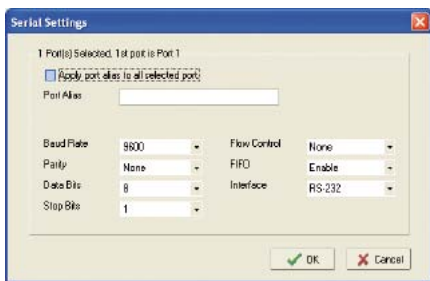 Serial Settings
1 Port(s) Selected. 1st port is Port 1
Apply port alias to all selected port
Port Alias
Baud Rate 9600 Flow Control None
Parity None FIFO Enable
Data Bits 8 Interface RS-232
Stop Bits 1
OK Cancel